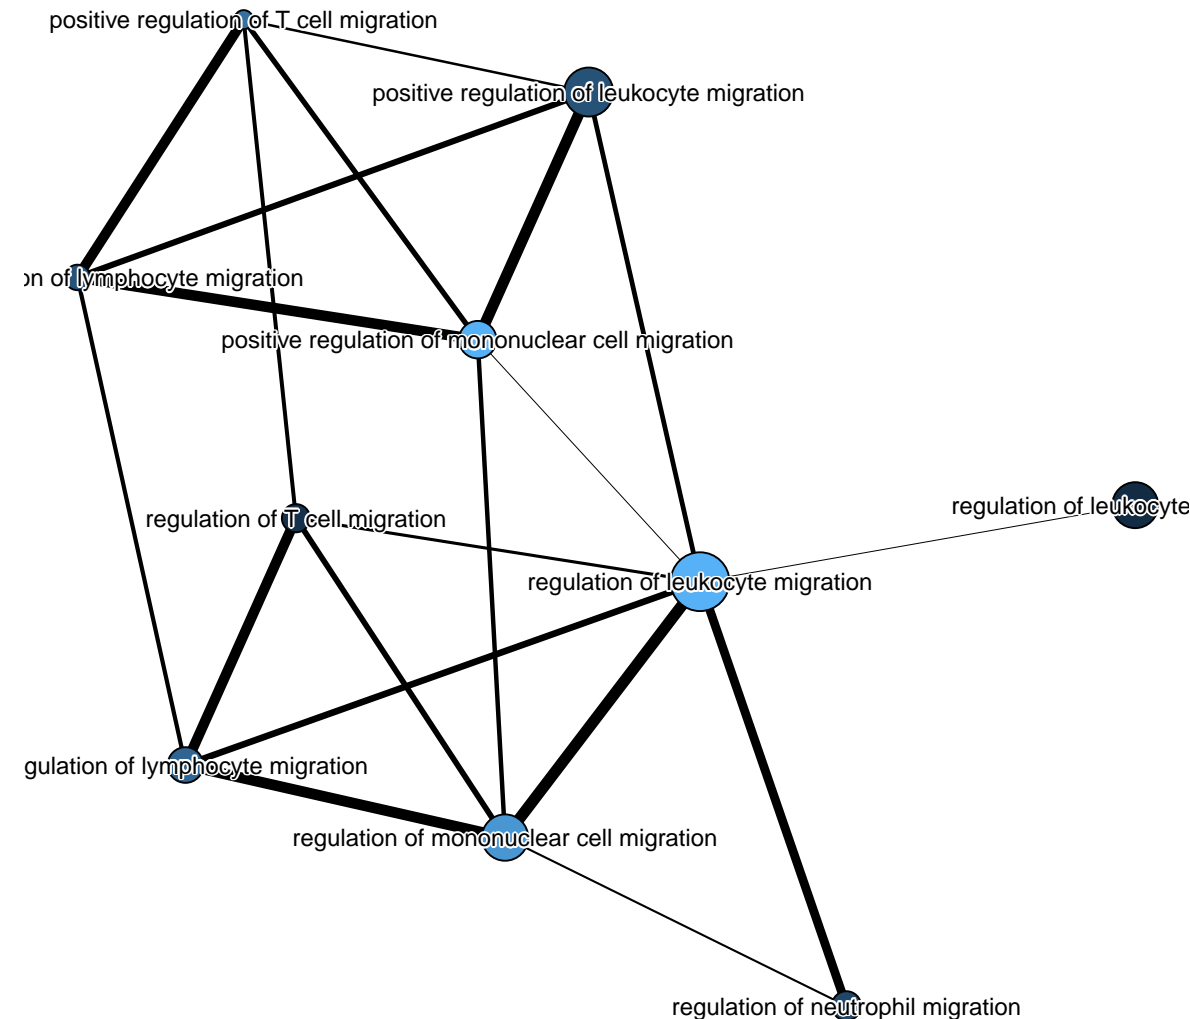 positive regulation of T cell migration
positive regulation of leukocyte migration
on of lymphocyte migration
positive regulation of mononuclear cell migration
regulation of leukocyte
regulation of T cell migration
regulation of leukocyte migration
gulation of lymphocyte migration
regulation of mononuclear cell migration
regulation of neutrophil migration